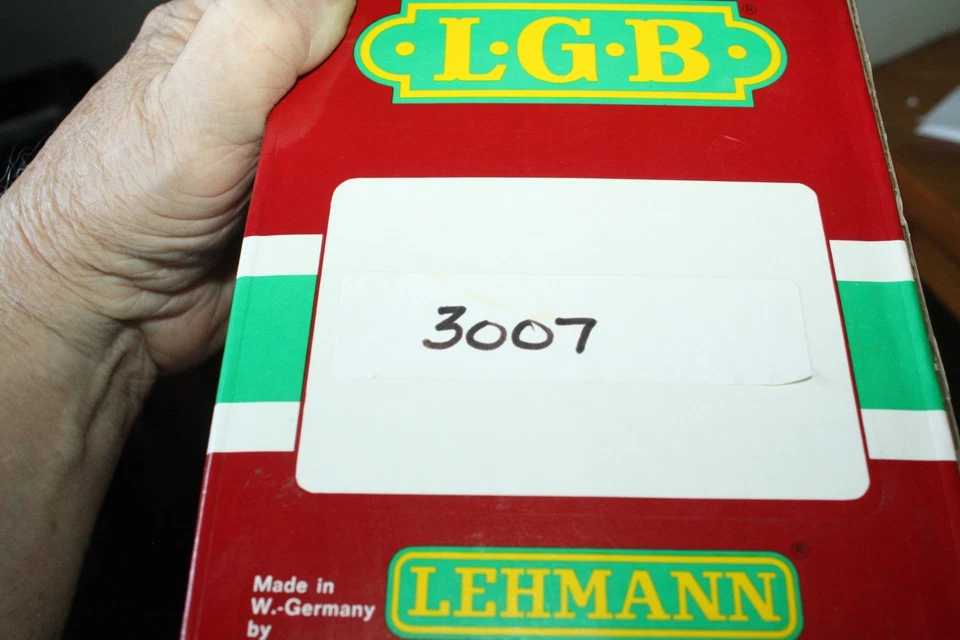 L·G·B ®
3007
Made in
W.-Germany
by
LEHMANN ®